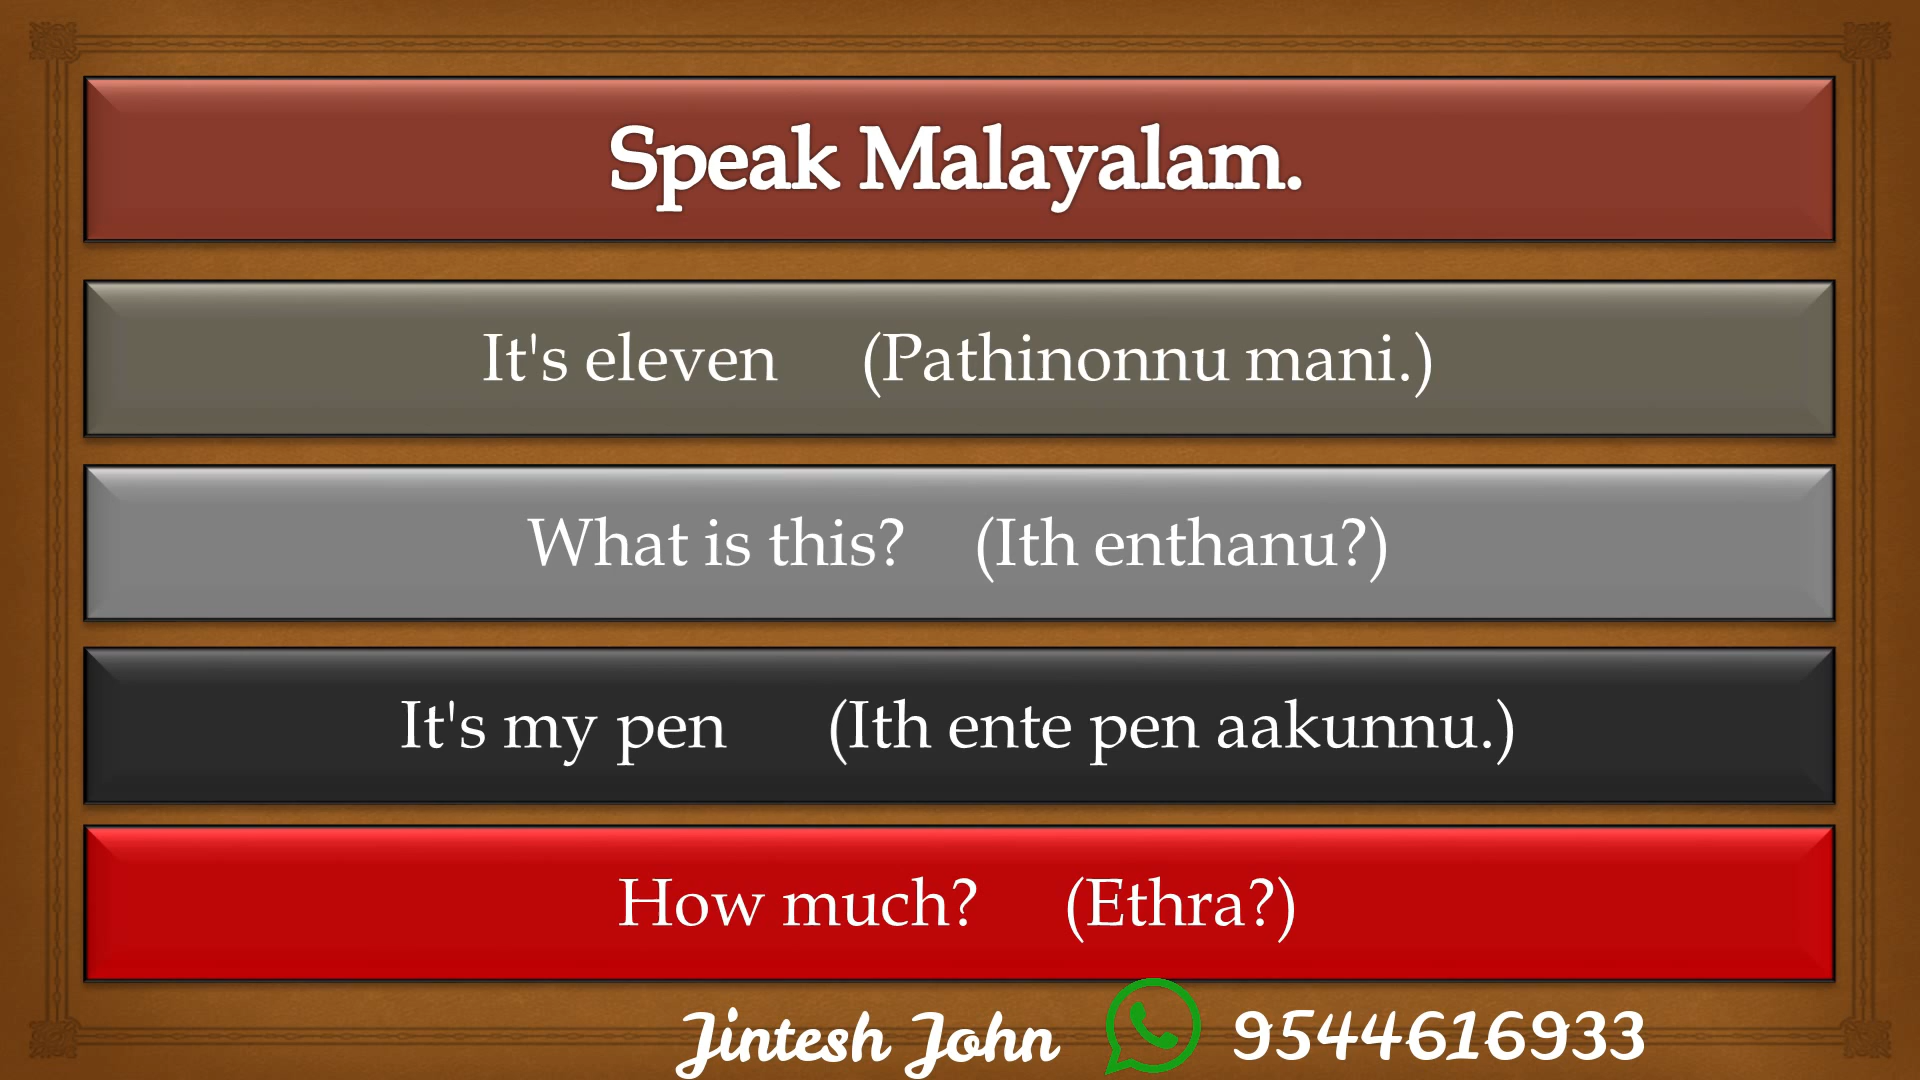 Speak Malayalam.
It's eleven (Pathinonnu mani.)
What is this? (Ith enthanu?)
It's my pen (Ith ente pen aakunnu.)
How much? (Ethra?)
Jintesh John 9544616933